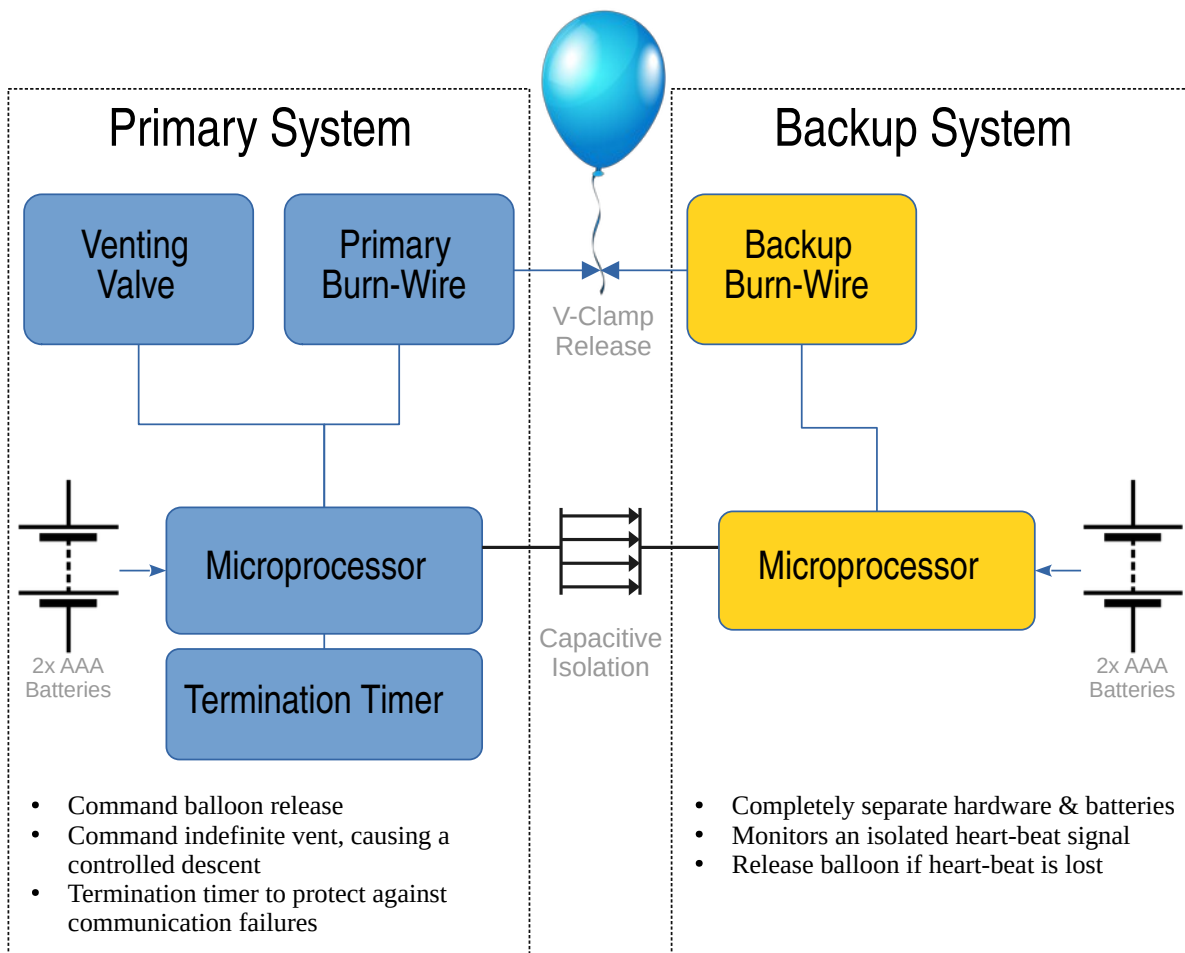 Primary System
Backup System
Venting
Valve
Primary
Burn-Wire
Backup
Burn-Wire
V-Clamp
Release
Microprocessor
Microprocessor
Capacitive
Isolation
2x AAA
Batteries
2x AAA
Batteries
Termination Timer
• Command balloon release
• Command indefinite vent, causing a
controlled descent
• Termination timer to protect against
communication failures
• Completely separate hardware & batteries
• Monitors an isolated heart-beat signal
• Release balloon if heart-beat is lost